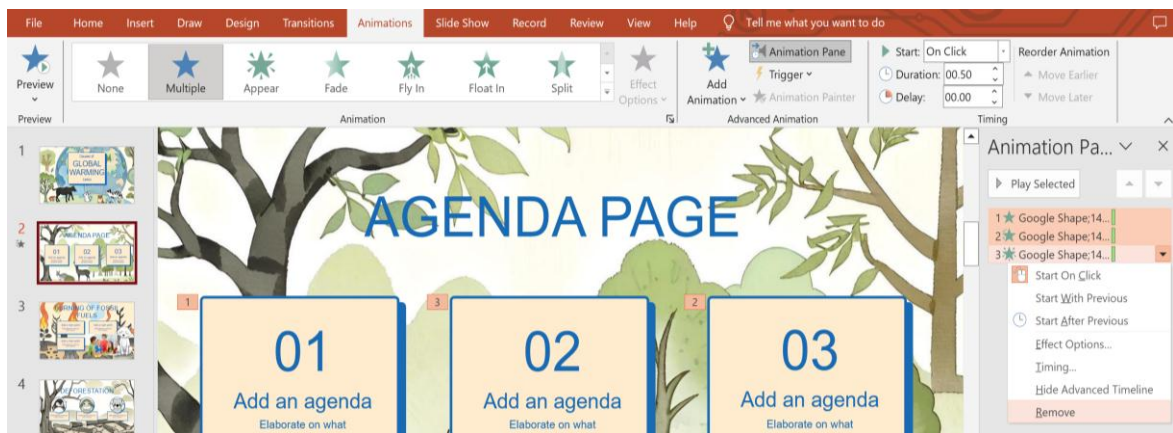 File Home Insert Draw Design Transitions Animations Slide Show Record Review View Help Tell me what you want to do
Preview
None
Multiple
Appear
Fade
Fly In
Float In
Split
Effect Options
Add Animation
Animation Pane
Trigger
Animation Painter
Start: On Click
Duration: 00.50
Delay: 00.00
Reorder Animation
Move Earlier
Move Later
Preview
Animation
Advanced Animation
Timing
1
GLOBAL
WARMING
2
AGENDA PAGE
01 02 03
3
BURNING OF FOSSIL
FUELS
4
DEFORESTATION
AGENDA PAGE
1
01
Add an agenda
Elaborate on what
3
02
Add an agenda
Elaborate on what
2
03
Add an agenda
Elaborate on what
Animation Pa...
Play Selected
1 Google Shape;14...
2 Google Shape;14...
3 Google Shape;14...
Start On Click
Start With Previous
Start After Previous
Effect Options...
Timing...
Hide Advanced Timeline
Remove